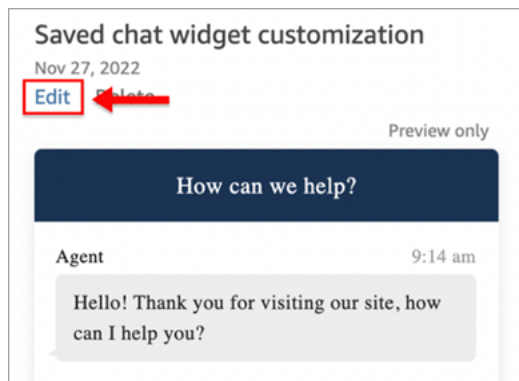 Saved chat widget customization
Nov 27, 2022
Edit Delete
Preview only
How can we help?
Agent 9:14 am
Hello! Thank you for visiting our site, how
can I help you?